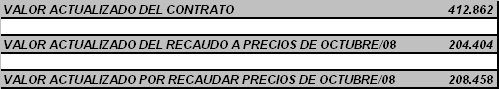 VALOR ACTUALIZADO DEL CONTRATO 412.862
VALOR ACTUALIZADO DEL RECAUDO A PRECIOS DE OCTUBRE/08 204.404
VALOR ACTUALIZADO POR RECAUDAR PRECIOS DE OCTUBRE/08 208.458